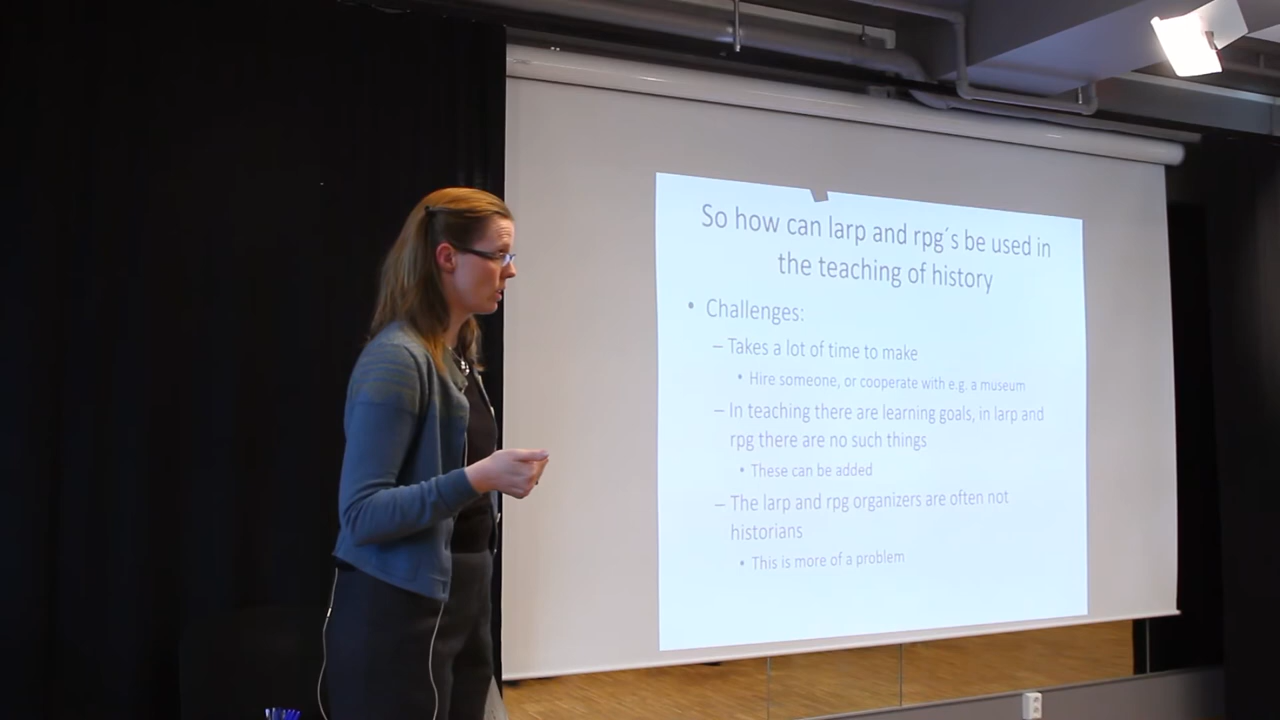 So how can larp and rpg´s be used in
the teaching of history
• Challenges:
– Takes a lot of time to make
• Hire someone, or cooperate with e.g. a museum
– In teaching there are learning goals, in larp and
rpg there are no such things
• These can be added
– The larp and rpg organizers are often not
historians
• This is more of a problem